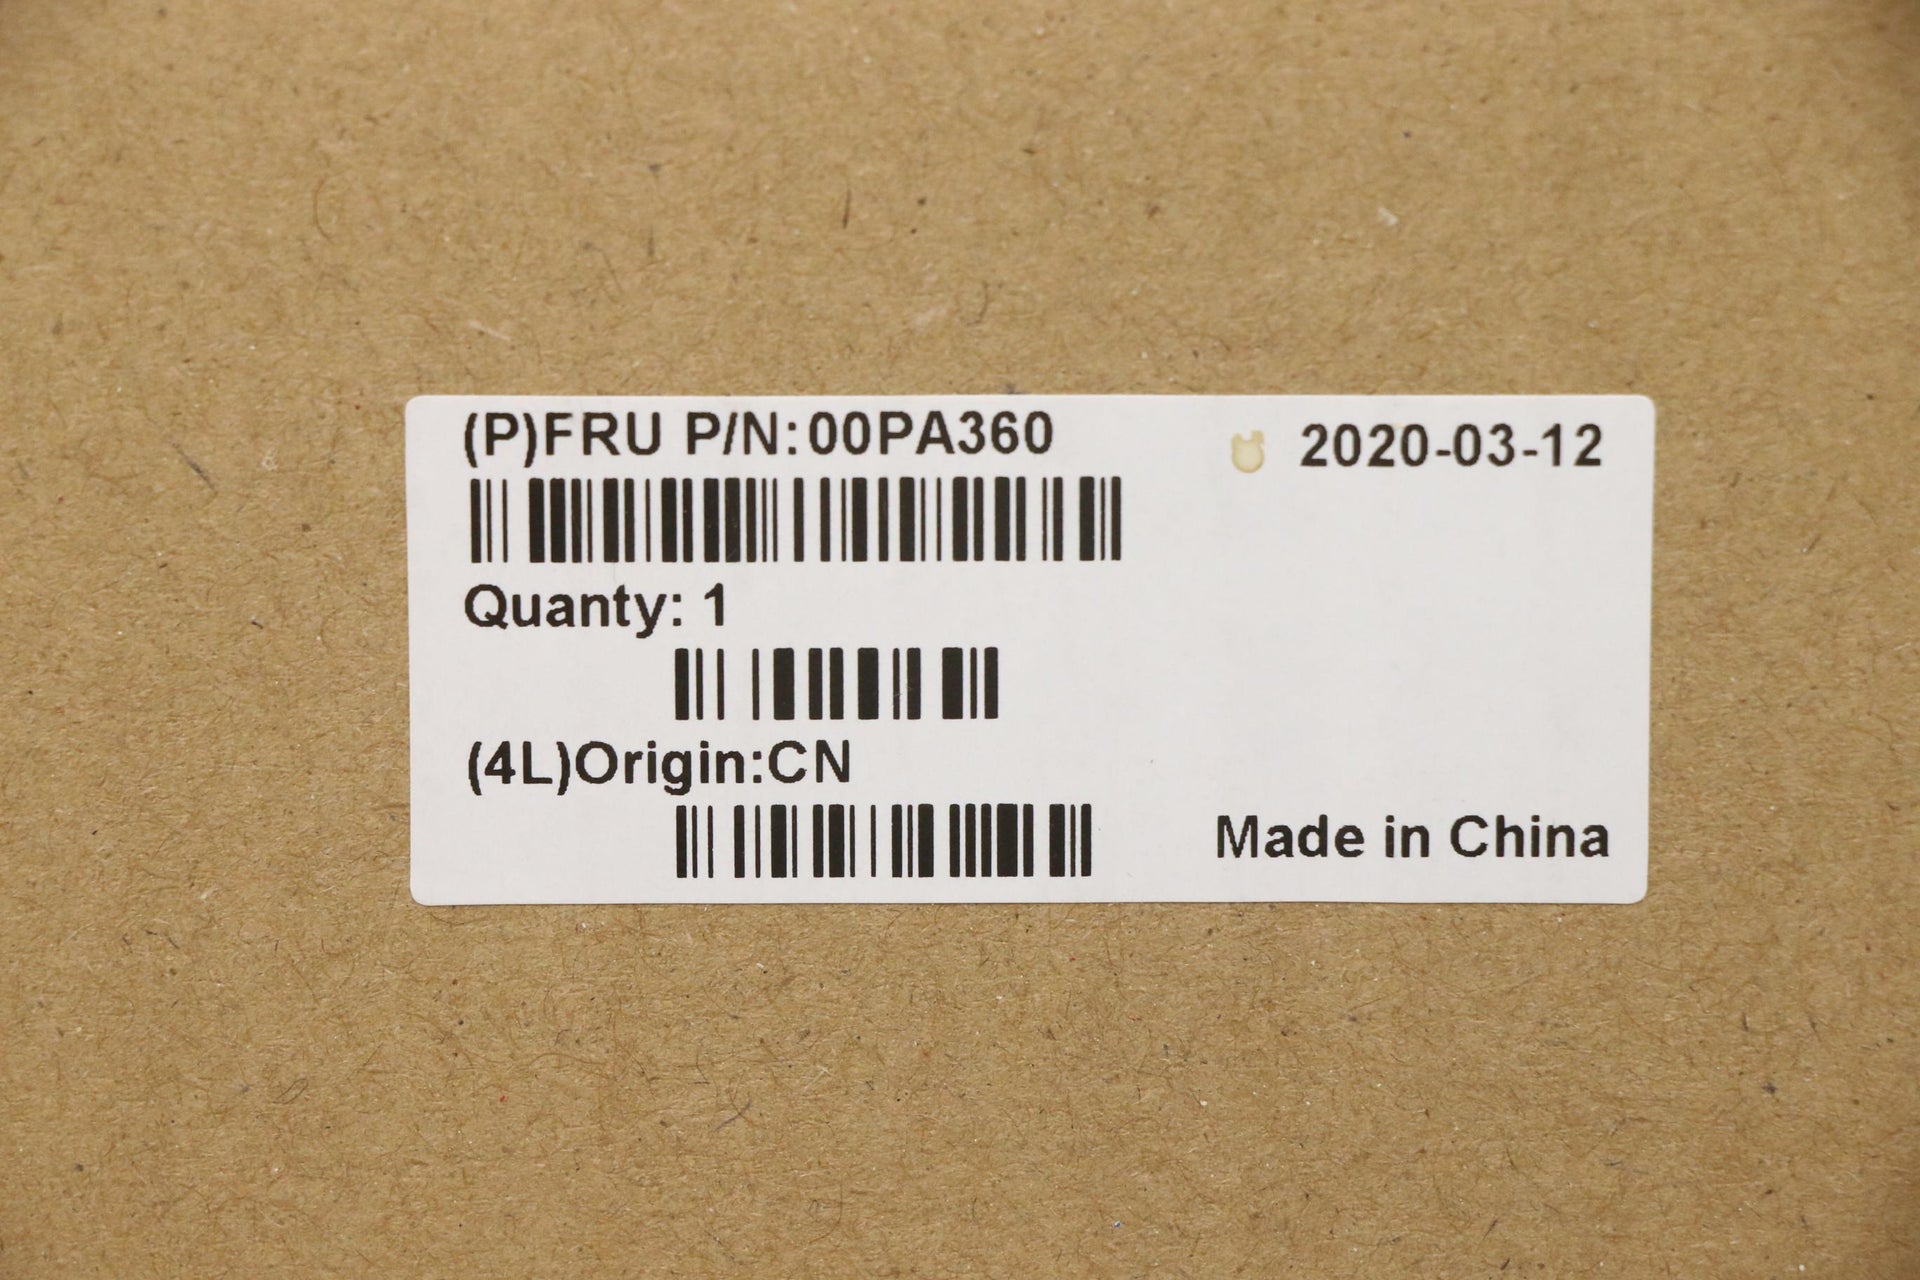 (P)FRU P/N:00PA360
2020-03-12
Quanty: 1
(4L)Origin:CN
Made in China